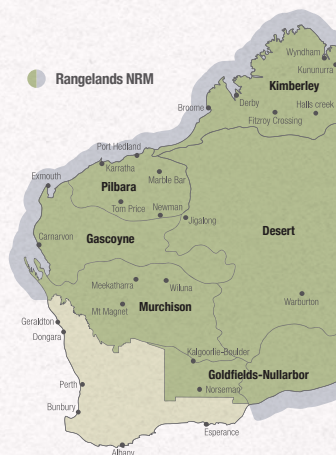 Wyndham
Kununurra
Kimberley
Rangelands NRM
Derby
Halls creek
Broome
Fitzroy Crossing
Port Hedland
Karratha
Exmouth
Marble Bar
Pilbara
Tom Price
Newman
Jigalong
Desert
Gascoyne
Carnarvon
Meekatharra
Wiluna
Warburton
Mt Magnet
Murchison
Geraldton
Dongara
Kalgoorlie-Boulder
Goldfields-Nullarbor
Perth
Norseman
Bunbury
Esperance
Albany